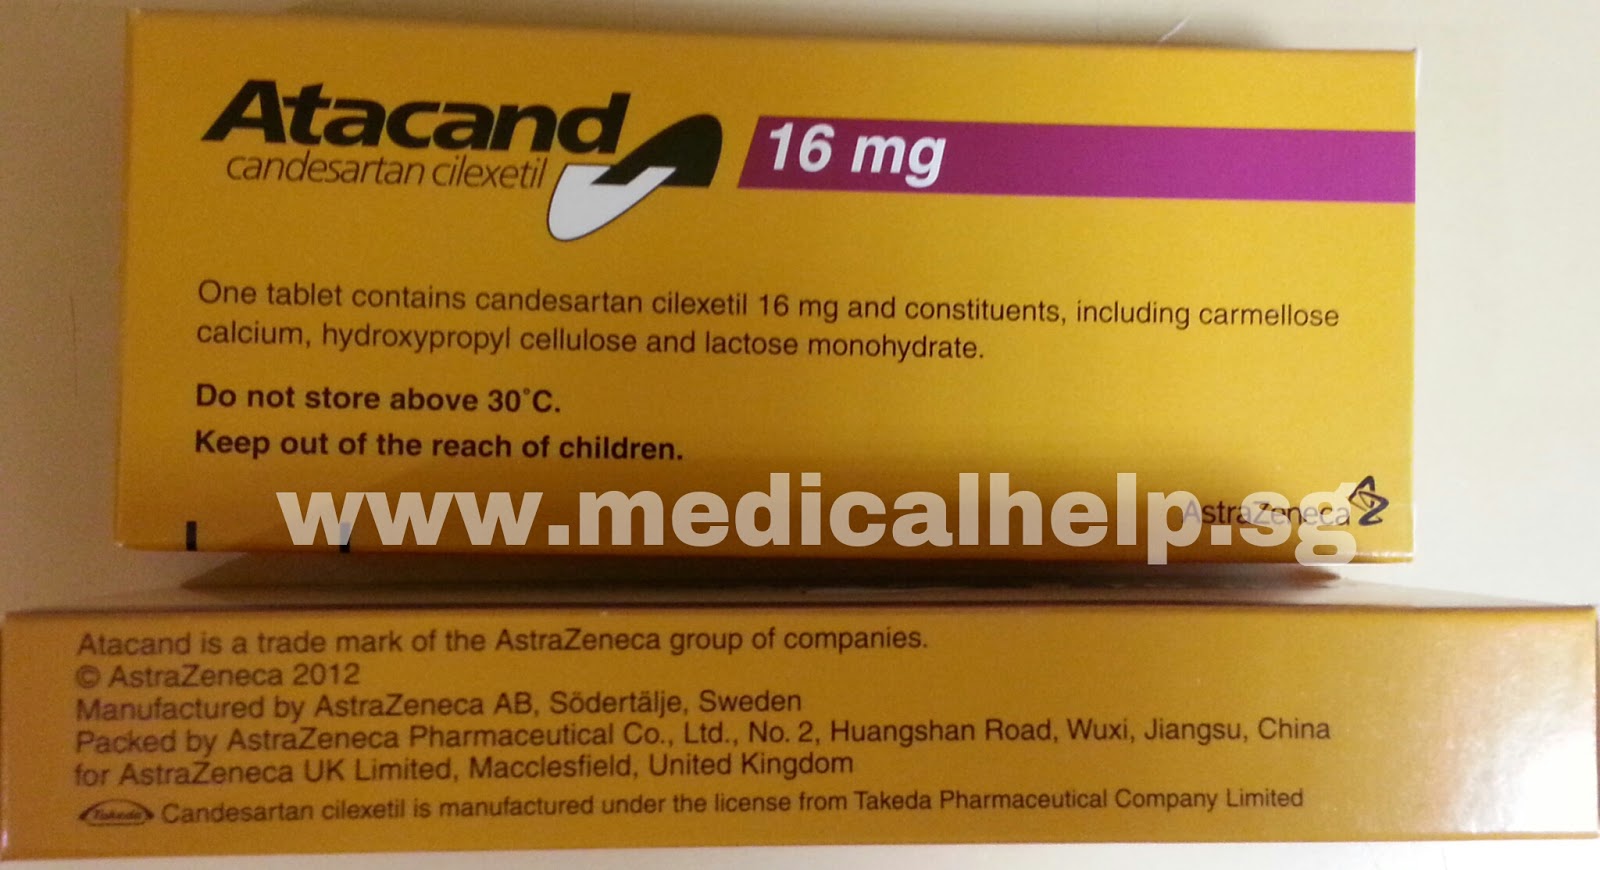 Atacand
candesartan cilexetil
16 mg
One tablet contains candesartan cilexetil 16 mg and constituents, including carmellose
calcium, hydroxypropyl cellulose and lactose monohydrate.
Do not store above 30°C.
Keep out of the reach of children.
www.medicalhelp.sg
AstraZeneca
Atacand is a trade mark of the AstraZeneca group of companies.
© AstraZeneca 2012
Manufactured by AstraZeneca AB, Södertälje, Sweden
Packed by AstraZeneca Pharmaceutical Co., Ltd., No. 2, Huangshan Road, Wuxi, Jiangsu, China
for AstraZeneca UK Limited, Macclesfield, United Kingdom
Takeda Candesartan cilexetil is manufactured under the license from Takeda Pharmaceutical Company Limited